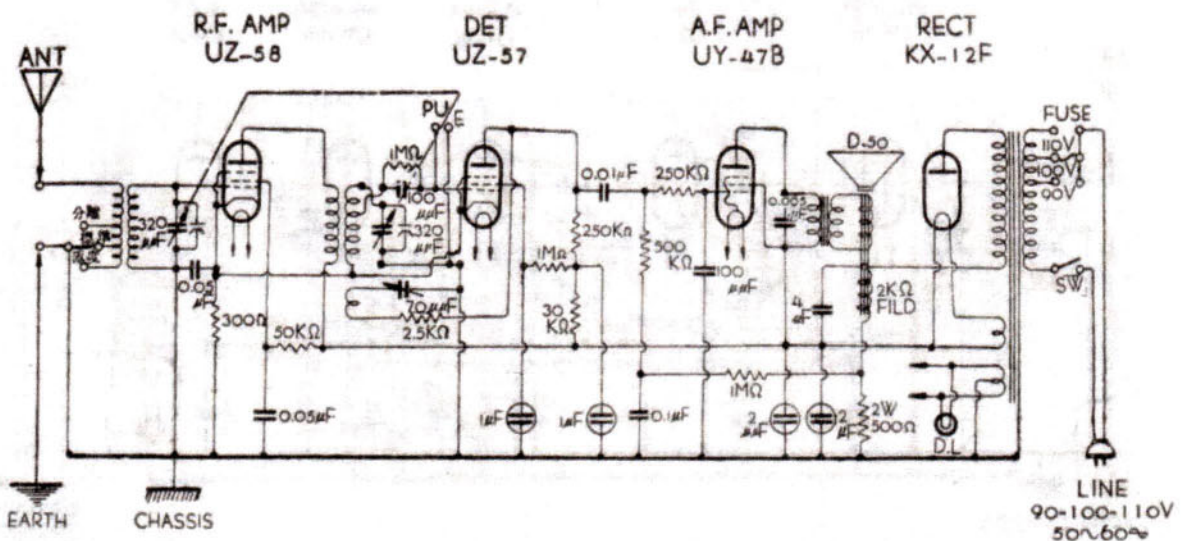 R.F. AMP
UZ-58
DET
UZ-57
A.F. AMP
UY-47B
RECT
KX-12F
ANT
PU
E
FUSE
110V
100V
90V
SW
D-50
1MΩ
100
μμF
320
μμF
320
μμF
分離
0.05
μF
300Ω
50KΩ
70μμF
2.5KΩ
0.05μF
1MΩ
0.01μF
250KΩ
250KΩ
500
KΩ
30
KΩ
100
μμF
0.005
μF
4
μF
2KΩ
FILD
1MΩ
1μF
1μF
0.1μF
2
μF
2
μF
2W
500Ω
D.L.
EARTH
CHASSIS
LINE
90-100-110V
50~60~